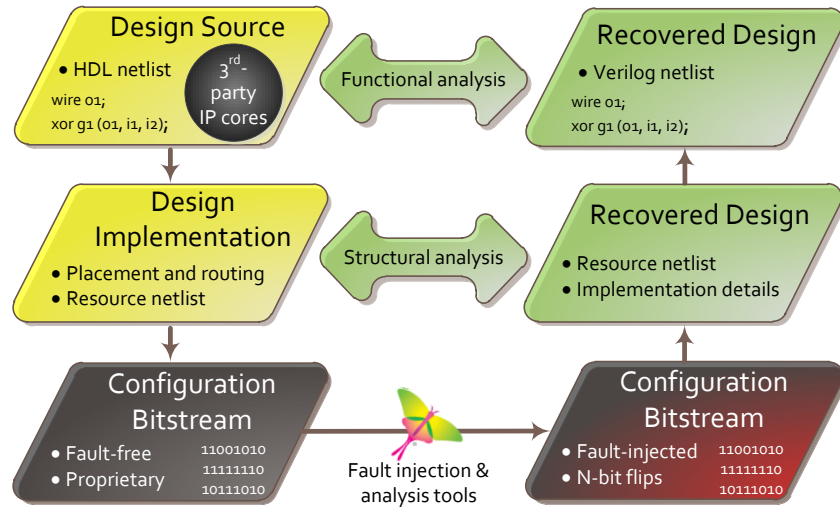 Design Source
• HDL netlist
wire o1;
xor g1 (o1, i1, i2);
3rd-
party
IP cores
Functional analysis
Recovered Design
• Verilog netlist
wire o1;
xor g1 (o1, i1, i2);
Design
Implementation
• Placement and routing
• Resource netlist
Structural analysis
Recovered Design
• Resource netlist
• Implementation details
Configuration
Bitstream
• Fault-free
• Proprietary
11001010
11111110
10111010
Fault injection &
analysis tools
Configuration
Bitstream
• Fault-injected
• N-bit flips
11001010
11111110
10111010